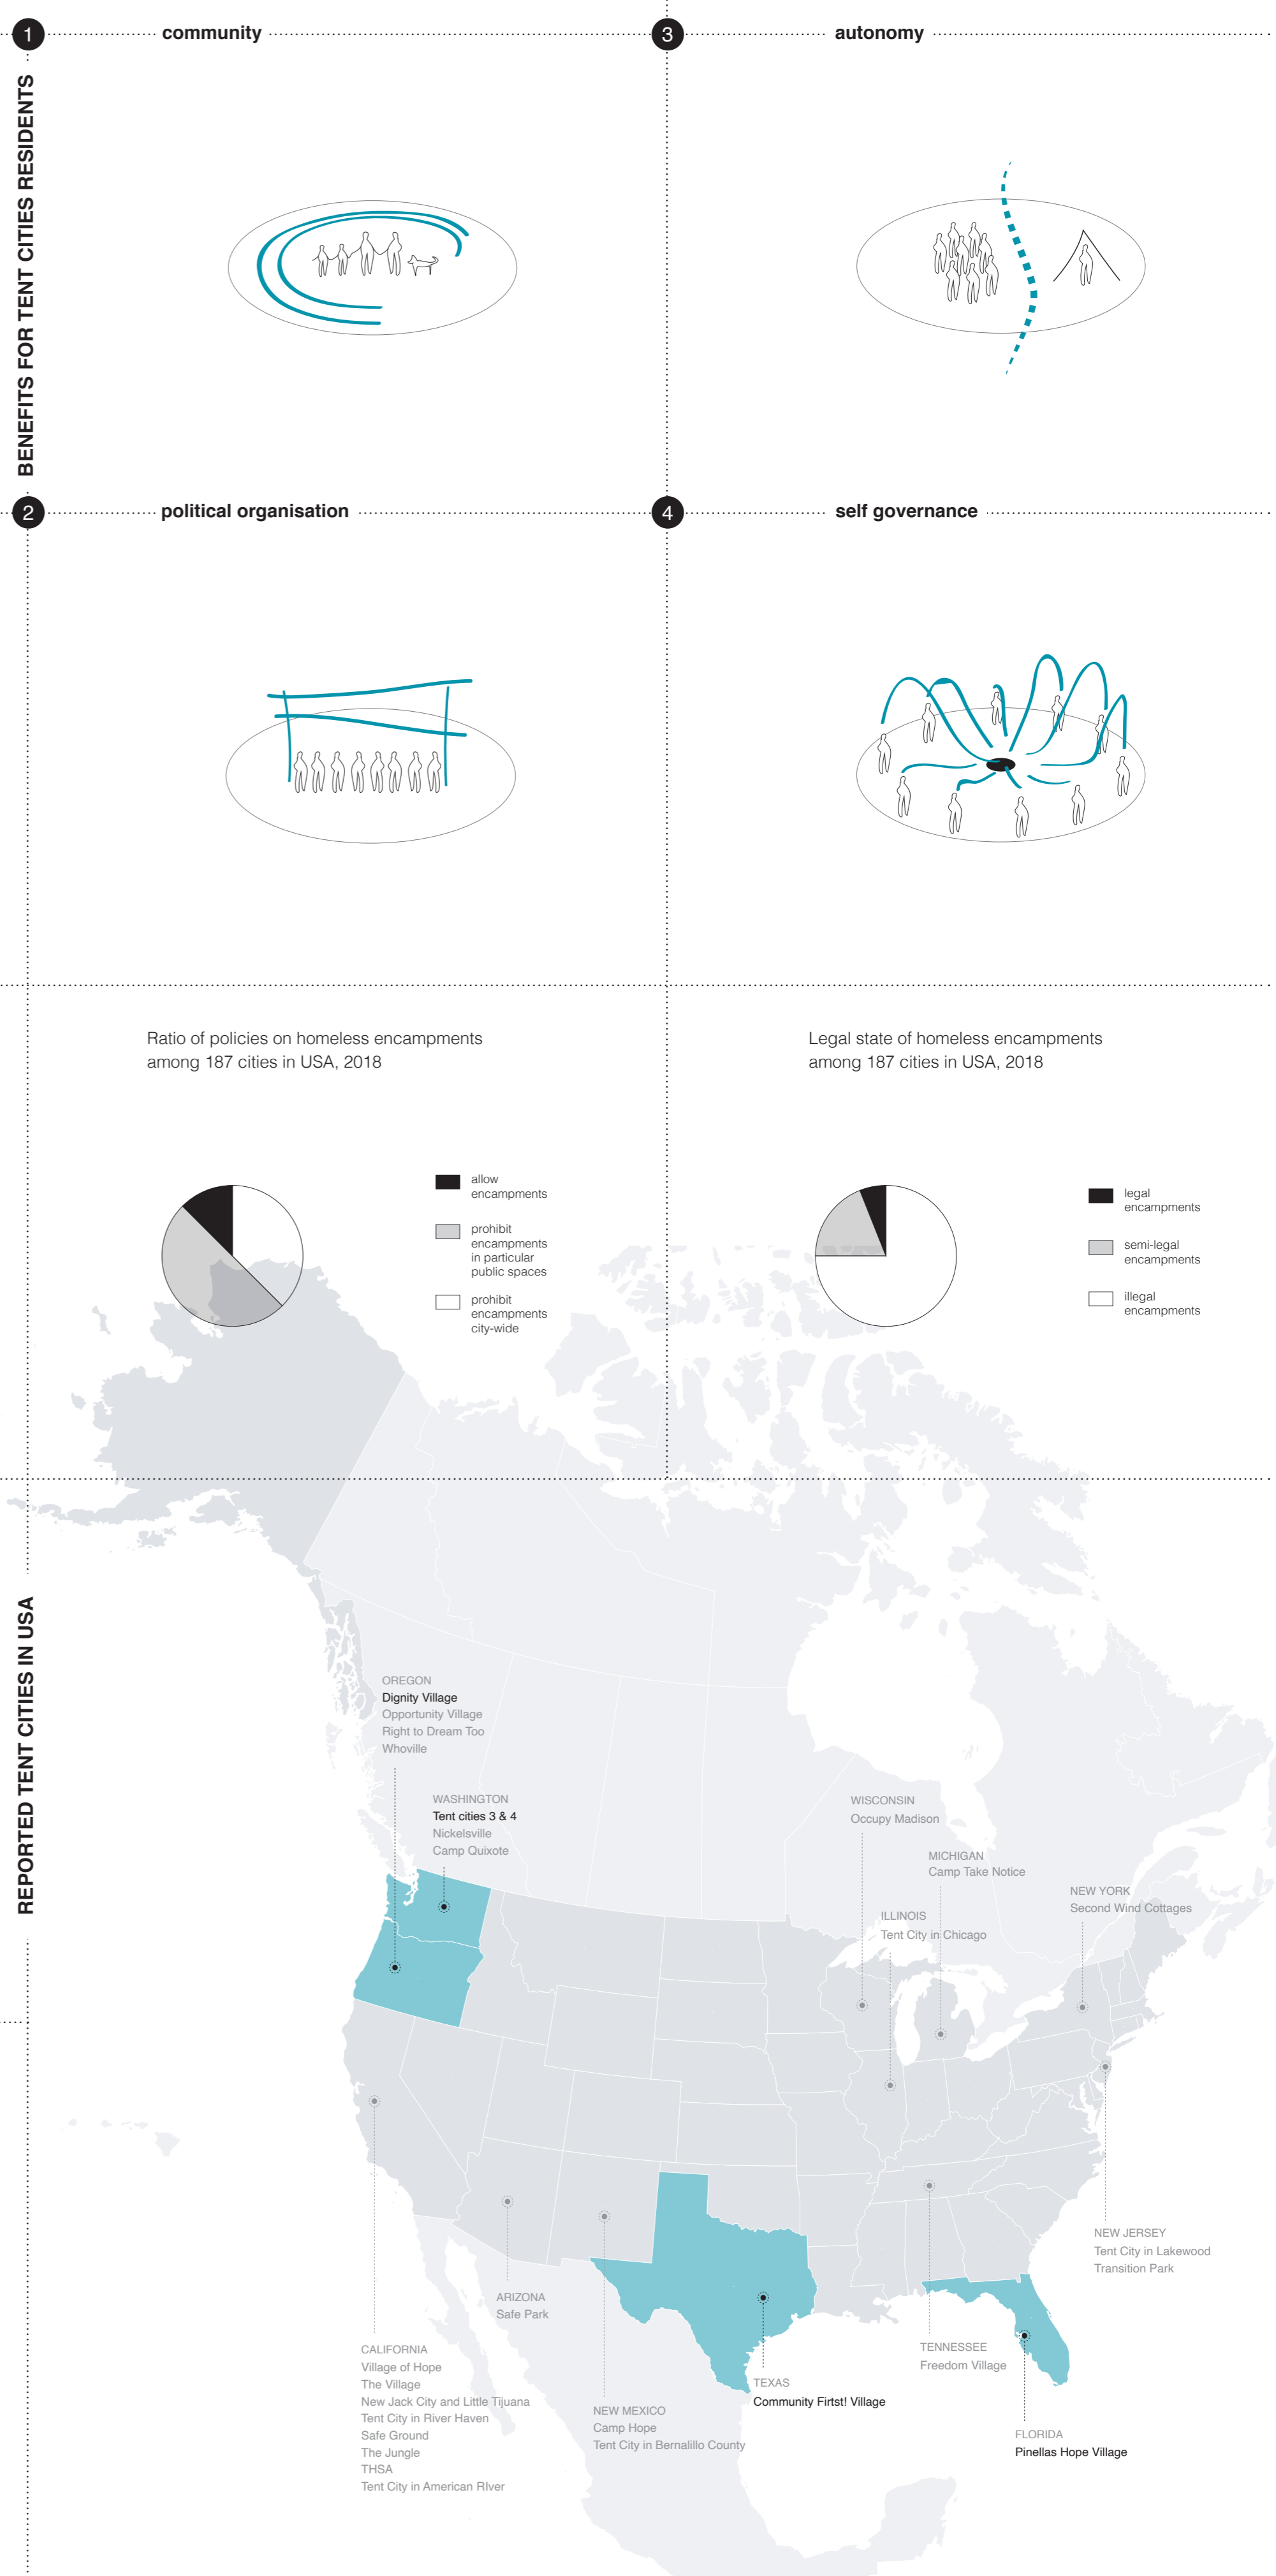 1
community
3
autonomy
BENEFITS FOR TENT CITIES RESIDENTS
2
political organisation
4
self governance
Ratio of policies on homeless encampments
among 187 cities in USA, 2018
allow
encampments
prohibit
encampments
in particular
public spaces
prohibit
encampments
city-wide
Legal state of homeless encampments
among 187 cities in USA, 2018
legal
encampments
semi-legal
encampments
illegal
encampments
REPORTED TENT CITIES IN USA
OREGON
Dignity Village
Opportunity Village
Right to Dream Too
Whoville
WASHINGTON
Tent cities 3 & 4
Nickelsville
Camp Quixote
WISCONSIN
Occupy Madison
MICHIGAN
Camp Take Notice
NEW YORK
Second Wind Cottages
ILLINOIS
Tent City in Chicago
NEW JERSEY
Tent City in Lakewood
Transition Park
ARIZONA
Safe Park
CALIFORNIA
Village of Hope
The Village
New Jack City and Little Tijuana
Tent City in River Haven
Safe Ground
The Jungle
THSA
Tent City in American RIver
NEW MEXICO
Camp Hope
Tent City in Bernalillo County
TEXAS
Community Firtst! Village
TENNESSEE
Freedom Village
FLORIDA
Pinellas Hope Village